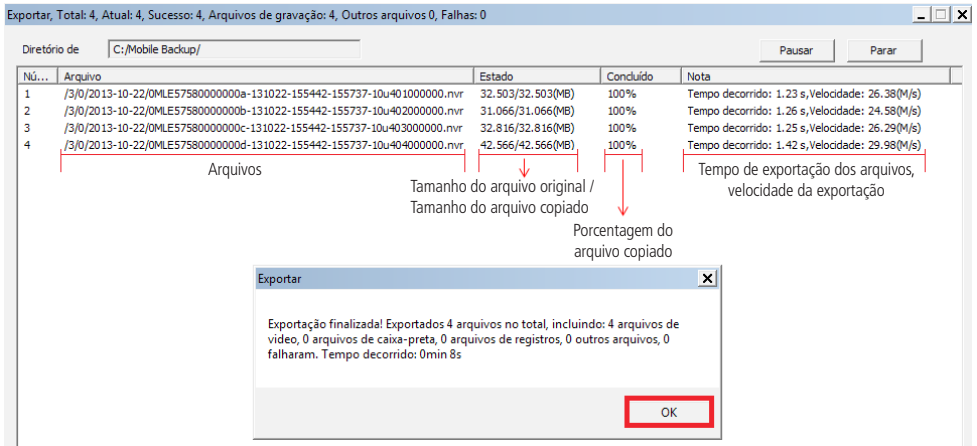 Exportar, Total: 4, Atual: 4, Sucesso: 4, Arquivos de gravação: 4, Outros arquivos 0, Falhas: 0
Diretório de C:/Mobile Backup/ Pausar Parar
Nú... Arquivo Estado Concluído Nota
1 /3/0/2013-10-22/0MLE57580000000a-131022-155442-155737-10u401000000.nvr 32.503/32.503(MB) 100% Tempo decorrido: 1.23 s,Velocidade: 26.38(M/s)
2 /3/0/2013-10-22/0MLE57580000000b-131022-155442-155737-10u402000000.nvr 31.066/31.066(MB) 100% Tempo decorrido: 1.26 s,Velocidade: 24.58(M/s)
3 /3/0/2013-10-22/0MLE57580000000c-131022-155442-155737-10u403000000.nvr 32.816/32.816(MB) 100% Tempo decorrido: 1.25 s,Velocidade: 26.29(M/s)
4 /3/0/2013-10-22/0MLE57580000000d-131022-155442-155737-10u404000000.nvr 42.566/42.566(MB) 100% Tempo decorrido: 1.42 s,Velocidade: 29.98(M/s)
Arquivos
Tamanho do arquivo original /
Tamanho do arquivo copiado
Porcentagem do
arquivo copiado
Tempo de exportação dos arquivos,
velocidade da exportação
Exportar
Exportação finalizada! Exportados 4 arquivos no total, incluindo: 4 arquivos de
video, 0 arquivos de caixa-preta, 0 arquivos de registros, 0 outros arquivos, 0
falharam. Tempo decorrido: 0min 8s
OK